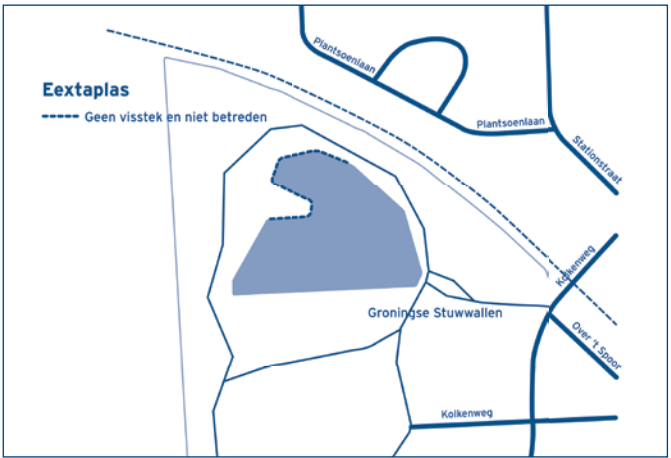 Plantsoenlaan
Eextaplas
Geen visstek en niet betreden
Plantsoenlaan
Stationstraat
Kolkenweg
Groningse Stuwwallen
Over 't Spoor
Kolkenweg